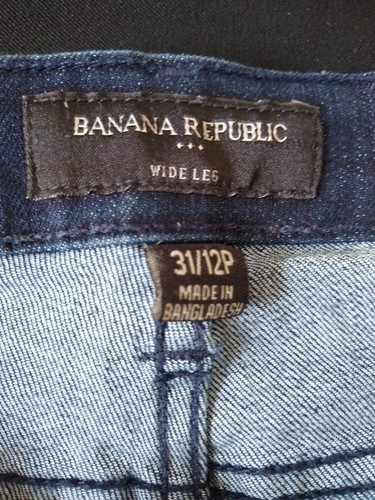 BANANA REPUBLIC
WIDE LEG
31/12P
MADE IN
BANGLADESH